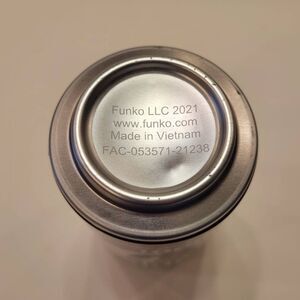 Funko LLC 2021
www.funko.com
Made in Vietnam
FAC-053571-21238